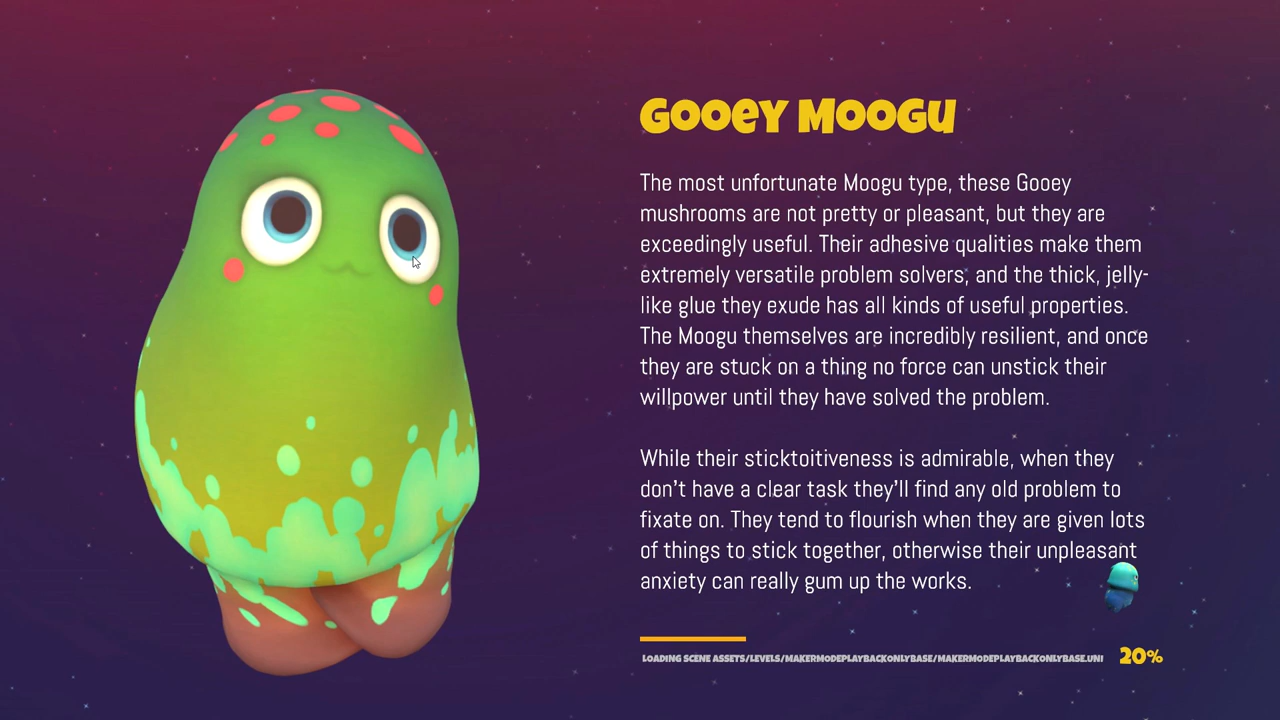 Gooey Moogu
The most unfortunate Moogu type, these Gooey
mushrooms are not pretty or pleasant, but they are
exceedingly useful. Their adhesive qualities make them
extremely versatile problem solvers, and the thick, jelly-
like glue they exude has all kinds of useful properties.
The Moogu themselves are incredibly resilient, and once
they are stuck on a thing no force can unstick their
willpower until they have solved the problem.
While their sticktoitiveness is admirable, when they
don't have a clear task they'll find any old problem to
fixate on. They tend to flourish when they are given lots
of things to stick together, otherwise their unpleasant
anxiety can really gum up the works.
LOADING SCENE ASSETS/LEVELS/MAKERMODEPLAYBACKONLYBASE/MAKERMODEPLAYBACKONLYBASE.UNI
20%